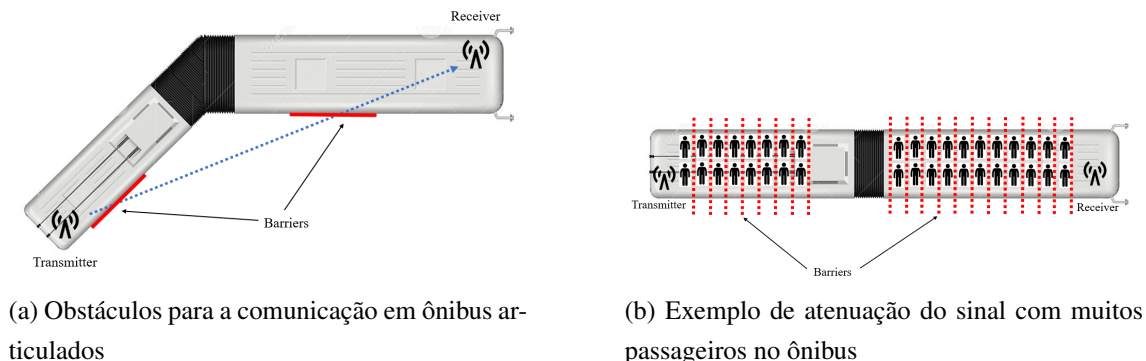 Receiver
Barriers
Transmitter
Transmitter
Receiver
Barriers
(a) Obstáculos para a comunicação em ônibus ar-
ticulados
(b) Exemplo de atenuação do sinal com muitos
passageiros no ônibus